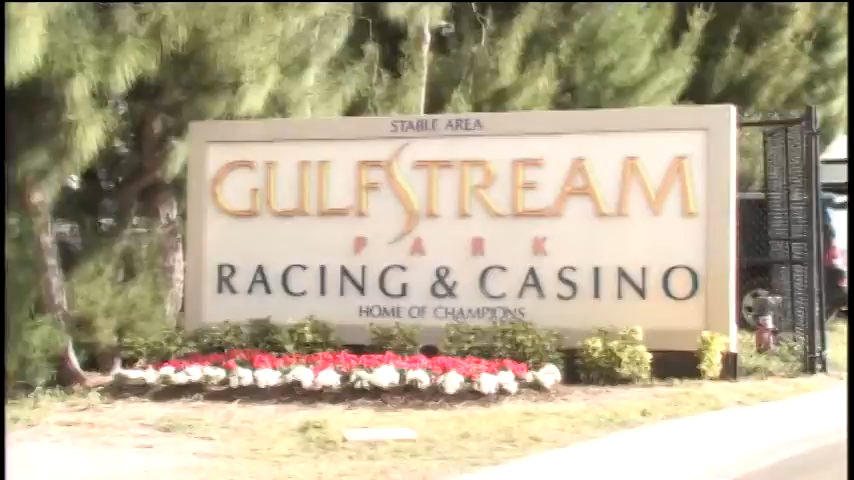 STABLE AREA
GULFSTREAM
PARK
RACING & CASINO
HOME OF CHAMPIONS